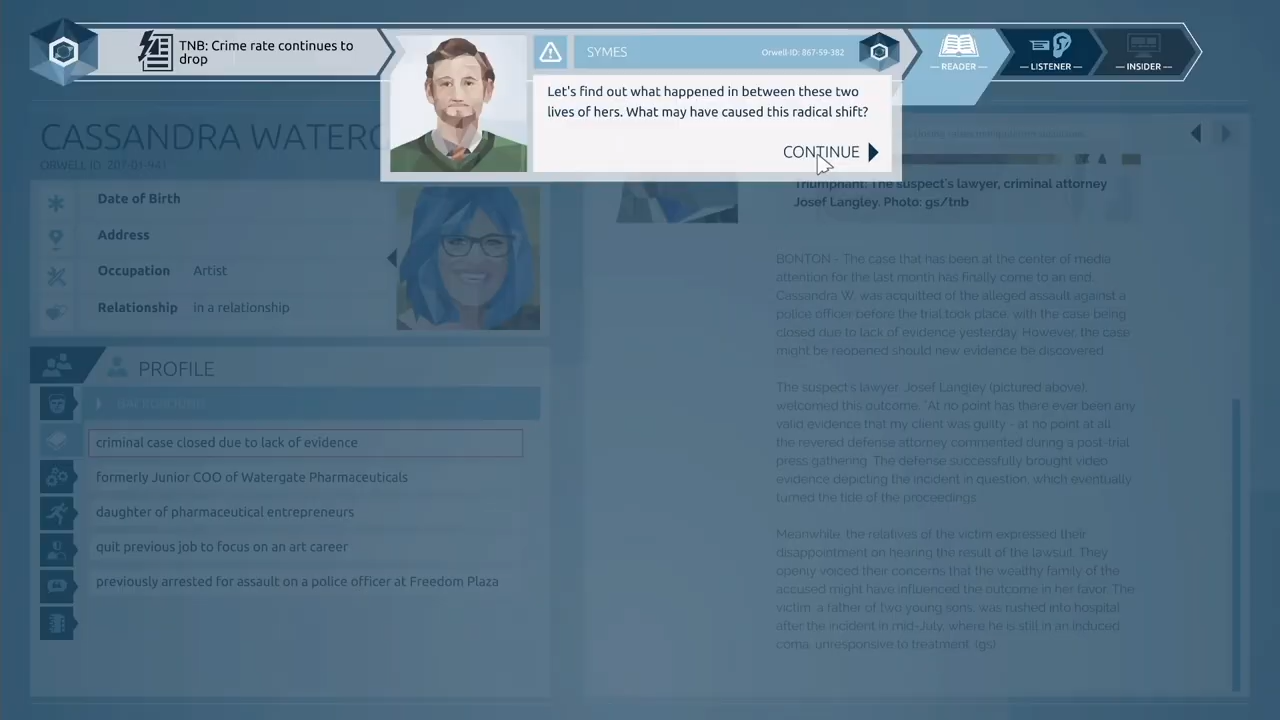 TNB: Crime rate continues to
drop
SYMES
Orwell-ID: 867-59-382
Let's find out what happened in between these two
lives of hers. What may have caused this radical shift?
CONTINUE
READER
LISTENER
INSIDER
CASSANDRA WATERG
ORWELL ID: 207-01-941
Date of Birth
Address
Occupation Artist
Relationship in a relationship
PROFILE
BACKGROUND
criminal case closed due to lack of evidence
formerly Junior COO of Watergate Pharmaceuticals
daughter of pharmaceutical entrepreneurs
quit previous job to focus on an art career
previously arrested for assault on a police officer at Freedom Plaza
Triumphant: The suspect's lawyer, criminal attorney
Josef Langley. Photo: gs/tnb
BONTON - The case that has been at the center of media
attention for the last month has finally come to an end.
Cassandra W. was acquitted of the alleged assault against a
police officer before the trial took place, with the case being
closed due to lack of evidence yesterday. However, the case
might be reopened should new evidence be discovered.
The suspect's lawyer, Josef Langley (pictured above),
welcomed this outcome. "At no point has there ever been any
valid evidence that my client was guilty - at no point at all
the revered defense attorney commented during a post-trial
press gathering. The defense successfully brought video
evidence depicting the incident in question, which eventually
turned the tide of the proceedings.
Meanwhile, the relatives of the victim expressed their
disappointment on hearing the result of the lawsuit. They
openly voiced their concerns that the wealthy family of the
accused might have influenced the outcome in her favor. The
victim, a father of two young sons, was rushed into hospital
after the incident in mid-July, where he is still in an induced
coma, unresponsive to treatment. (gs)